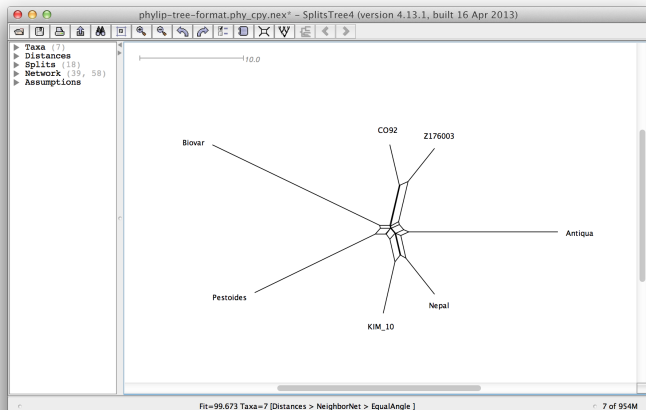 phylip-tree-format.phy_cpy.nex* – SplitsTree4 (version 4.13.1, built 16 Apr 2013)
Taxa (7)
Distances
Splits (18)
Network (39, 58)
Assumptions
10.0
CO92
Z176003
Biovar
Antiqua
Pestoides
Nepal
KIM_10
Fit=99.673 Taxa=7 [Distances > NeighborNet > EqualAngle ]
7 of 954M